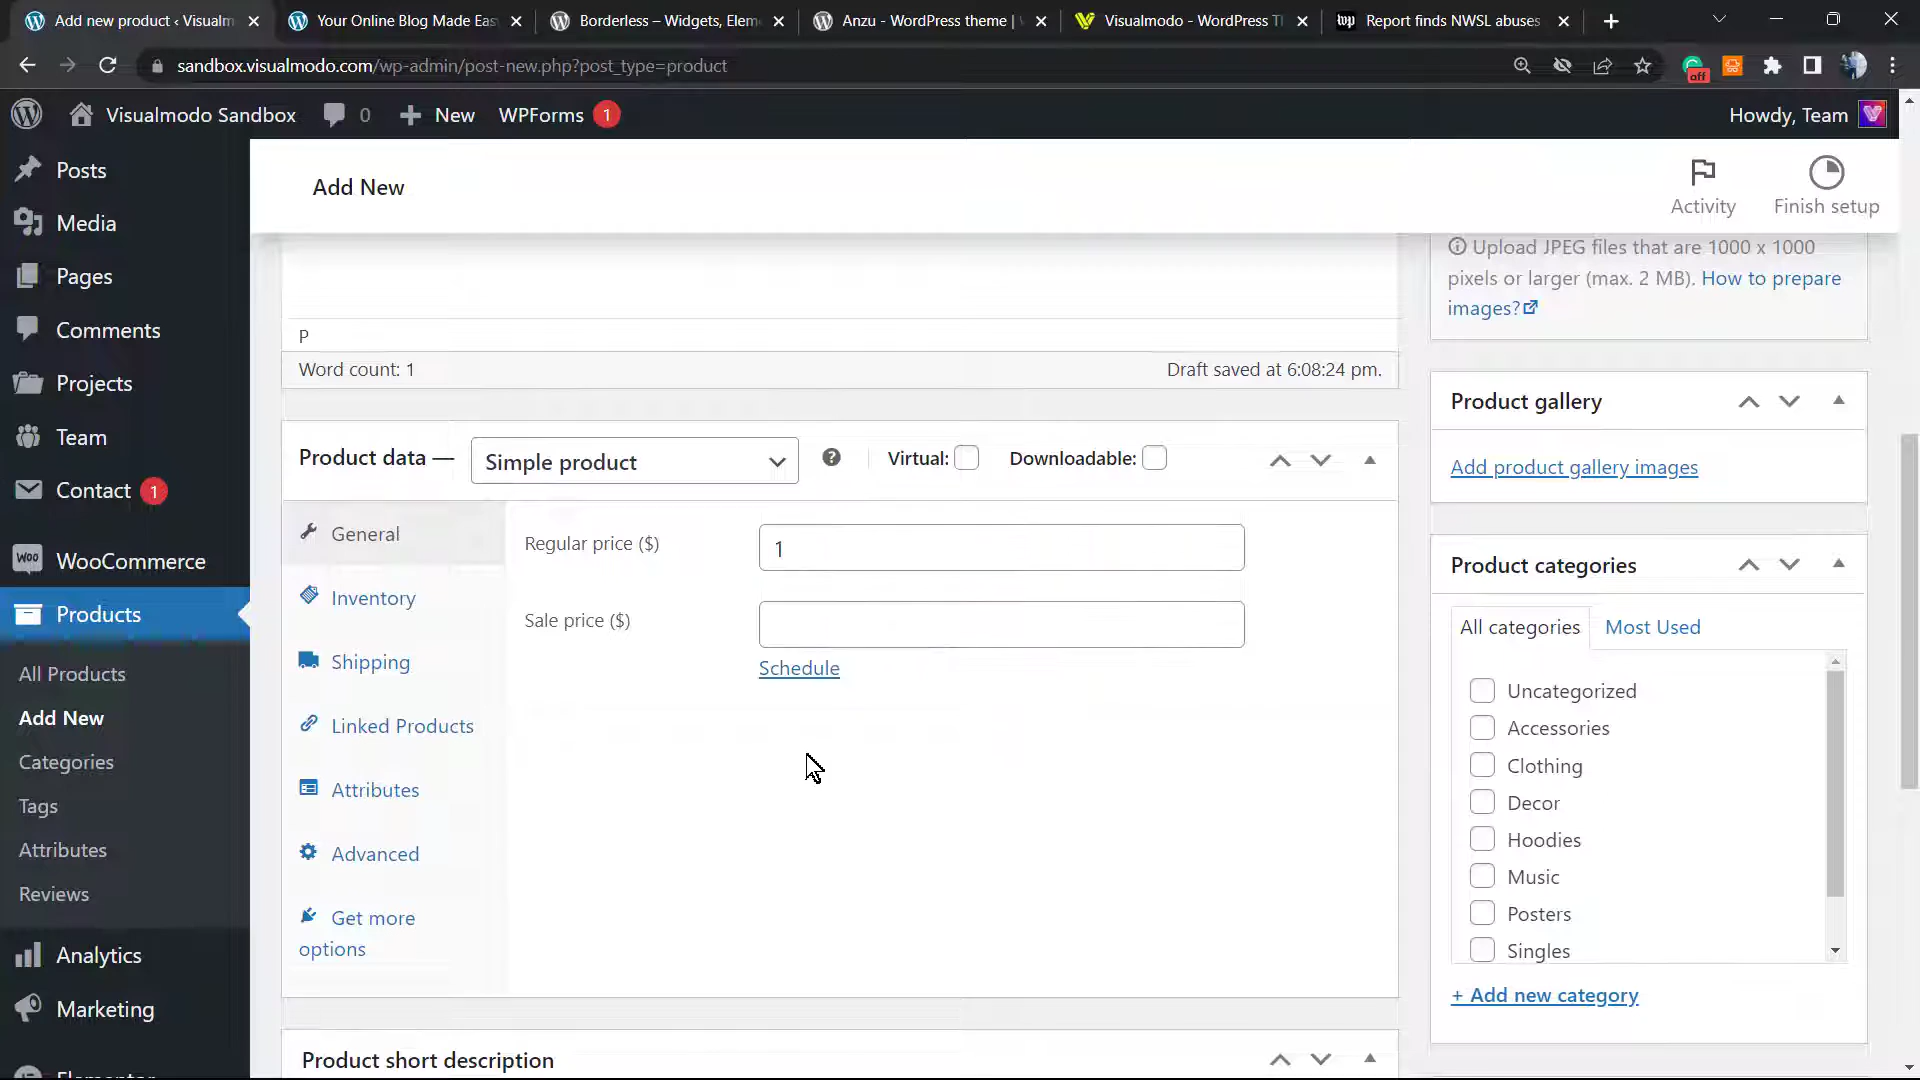 Add new product ‹ Visualm
Your Online Blog Made Eas
Borderless – Widgets, Elem
Anzu - WordPress theme |
Visualmodo - WordPress T
Report finds NWSL abuses
sandbox.visualmodo.com/wp-admin/post-new.php?post_type=product
off
Visualmodo Sandbox
0
New
WPForms 1
Howdy, Team
Posts
Media
Pages
Comments
Projects
Team
Contact 1
WooCommerce
Products
All Products
Add New
Categories
Tags
Attributes
Reviews
Analytics
Marketing
Elementor
Add New
Activity
Finish setup
P
Word count: 1
Draft saved at 6:08:24 pm.
Product data —
Simple product
Virtual:
Downloadable:
General
Inventory
Shipping
Linked Products
Attributes
Advanced
Get more
options
Regular price ($)
1
Sale price ($)
Schedule
Product short description
Upload JPEG files that are 1000 x 1000
pixels or larger (max. 2 MB). How to prepare
images?
Product gallery
Add product gallery images
Product categories
All categories
Most Used
Uncategorized
Accessories
Clothing
Decor
Hoodies
Music
Posters
Singles
+ Add new category